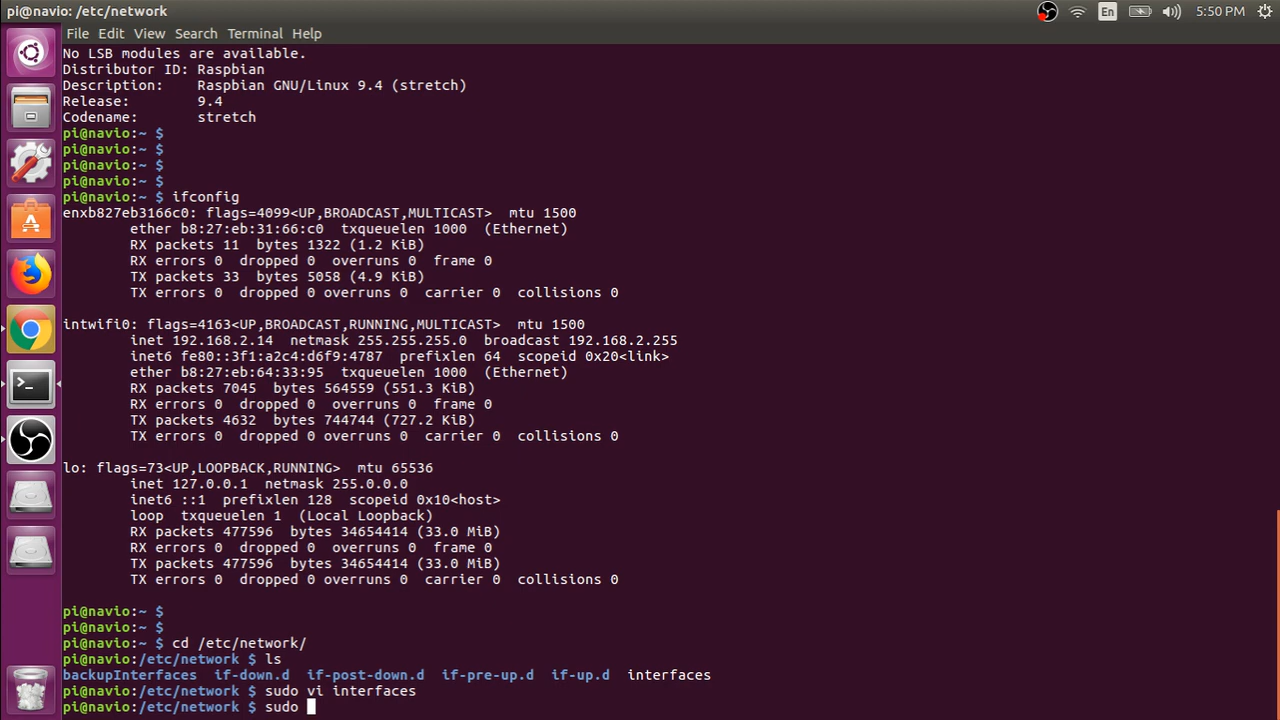 pi@navio: /etc/network
En
5:50 PM
File Edit View Search Terminal Help
No LSB modules are available.
Distributor ID: Raspbian
Description:    Raspbian GNU/Linux 9.4 (stretch)
Release:        9.4
Codename:       stretch
pi@navio:~ $
pi@navio:~ $
pi@navio:~ $
pi@navio:~ $
pi@navio:~ $ ifconfig
enxb827eb3166c0: flags=4099<UP,BROADCAST,MULTICAST>  mtu 1500
        ether b8:27:eb:31:66:c0  txqueuelen 1000  (Ethernet)
        RX packets 11  bytes 1322 (1.2 KiB)
        RX errors 0  dropped 0  overruns 0  frame 0
        TX packets 33  bytes 5058 (4.9 KiB)
        TX errors 0  dropped 0 overruns 0  carrier 0  collisions 0
intwifi0: flags=4163<UP,BROADCAST,RUNNING,MULTICAST>  mtu 1500
        inet 192.168.2.14  netmask 255.255.255.0  broadcast 192.168.2.255
        inet6 fe80::3f1:a2c4:d6f9:4787  prefixlen 64  scopeid 0x20<link>
        ether b8:27:eb:64:33:95  txqueuelen 1000  (Ethernet)
        RX packets 7045  bytes 564559 (551.3 KiB)
        RX errors 0  dropped 0  overruns 0  frame 0
        TX packets 4632  bytes 744744 (727.2 KiB)
        TX errors 0  dropped 0 overruns 0  carrier 0  collisions 0
lo: flags=73<UP,LOOPBACK,RUNNING>  mtu 65536
        inet 127.0.0.1  netmask 255.0.0.0
        inet6 ::1  prefixlen 128  scopeid 0x10<host>
        loop  txqueuelen 1  (Local Loopback)
        RX packets 477596  bytes 34654414 (33.0 MiB)
        RX errors 0  dropped 0  overruns 0  frame 0
        TX packets 477596  bytes 34654414 (33.0 MiB)
        TX errors 0  dropped 0 overruns 0  carrier 0  collisions 0
pi@navio:~ $
pi@navio:~ $
pi@navio:~ $ cd /etc/network/
pi@navio:/etc/network $ ls
backupInterfaces  if-down.d  if-post-down.d  if-pre-up.d  if-up.d  interfaces
pi@navio:/etc/network $ sudo vi interfaces
pi@navio:/etc/network $ sudo